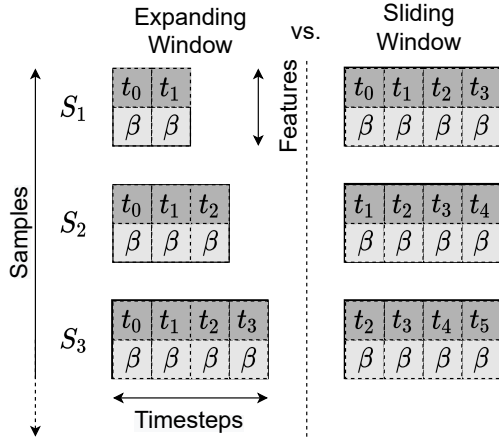 Expanding
Window
vs.
Sliding
Window
Samples
Features
S₁
t₀ t₁
β β
t₀ t₁ t₂ t₃
β β β β
S₂
t₀ t₁ t₂
β β β
t₁ t₂ t₃ t₄
β β β β
S₃
t₀ t₁ t₂ t₃
β β β β
t₂ t₃ t₄ t₅
β β β β
Timesteps